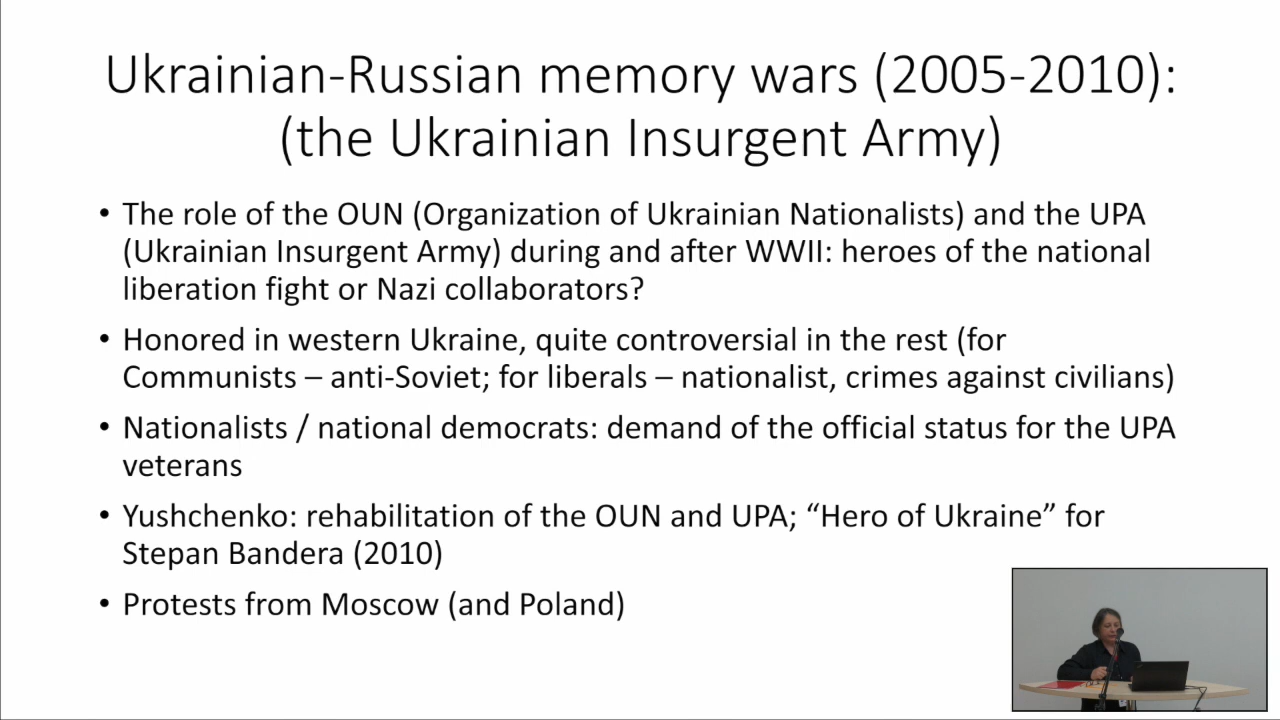 Ukrainian-Russian memory wars (2005-2010):
(the Ukrainian Insurgent Army)
• The role of the OUN (Organization of Ukrainian Nationalists) and the UPA
(Ukrainian Insurgent Army) during and after WWII: heroes of the national
liberation fight or Nazi collaborators?
• Honored in western Ukraine, quite controversial in the rest (for
Communists – anti-Soviet; for liberals – nationalist, crimes against civilians)
• Nationalists / national democrats: demand of the official status for the UPA
veterans
• Yushchenko: rehabilitation of the OUN and UPA; “Hero of Ukraine” for
Stepan Bandera (2010)
• Protests from Moscow (and Poland)